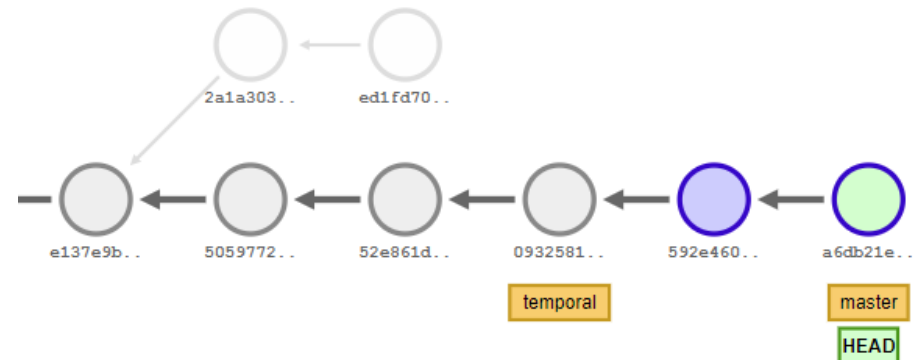 2a1a303.. ed1fd70..
e137e9b.. 5059772.. 52e861d.. 0932581.. 592e460.. a6db21e..
temporal master
HEAD